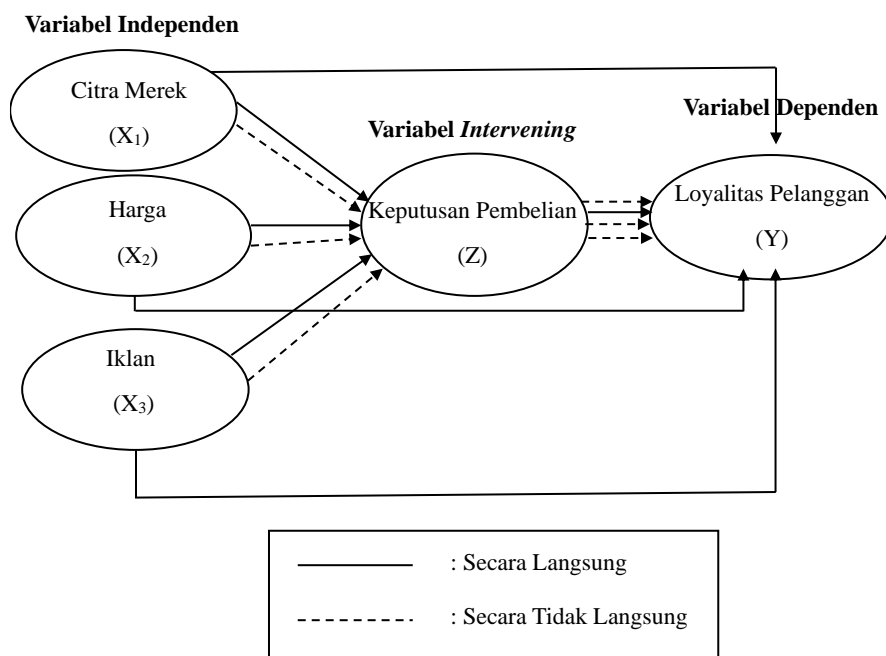 Variabel Independen
Citra Merek
(X₁)
Variabel Dependen
Variabel Intervening
Harga
(X₂)
Keputusan Pembelian
(Z)
Loyalitas Pelanggan
(Y)
Iklan
(X₃)
: Secara Langsung
: Secara Tidak Langsung